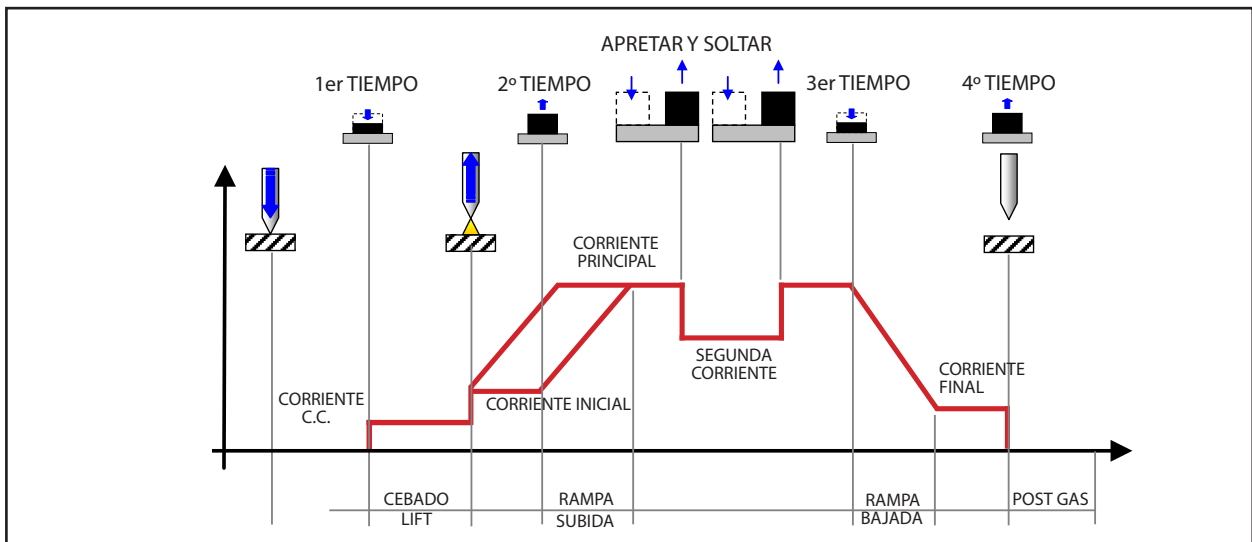 APRETAR Y SOLTAR
1er TIEMPO
2º TIEMPO
3er TIEMPO
4º TIEMPO
CORRIENTE
PRINCIPAL
SEGUNDA
CORRIENTE
CORRIENTE
FINAL
CORRIENTE
C.C.
CORRIENTE INICIAL
CEBADO
LIFT
RAMPA
SUBIDA
RAMPA
BAJADA
POST GAS